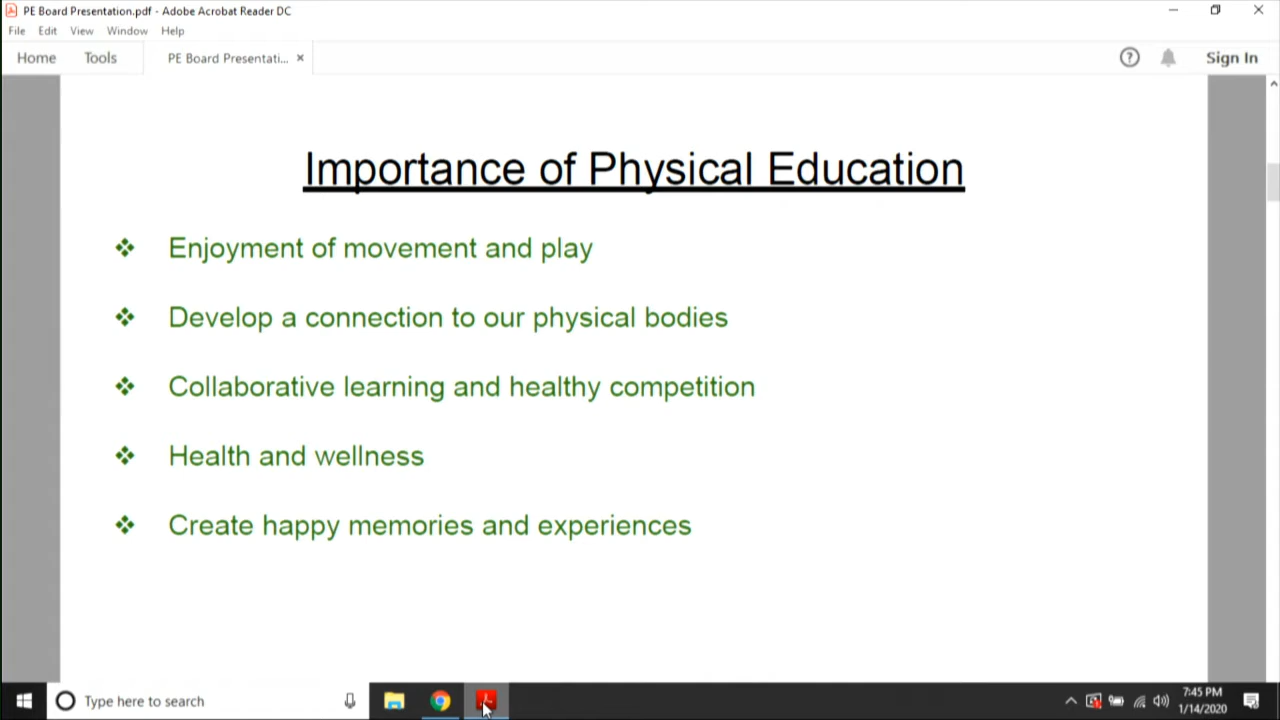 PE Board Presentation.pdf - Adobe Acrobat Reader DC
File Edit View Window Help
Home Tools PE Board Presentati... × Sign In
Importance of Physical Education
❖ Enjoyment of movement and play
❖ Develop a connection to our physical bodies
❖ Collaborative learning and healthy competition
❖ Health and wellness
❖ Create happy memories and experiences
Type here to search
7:45 PM
1/14/2020